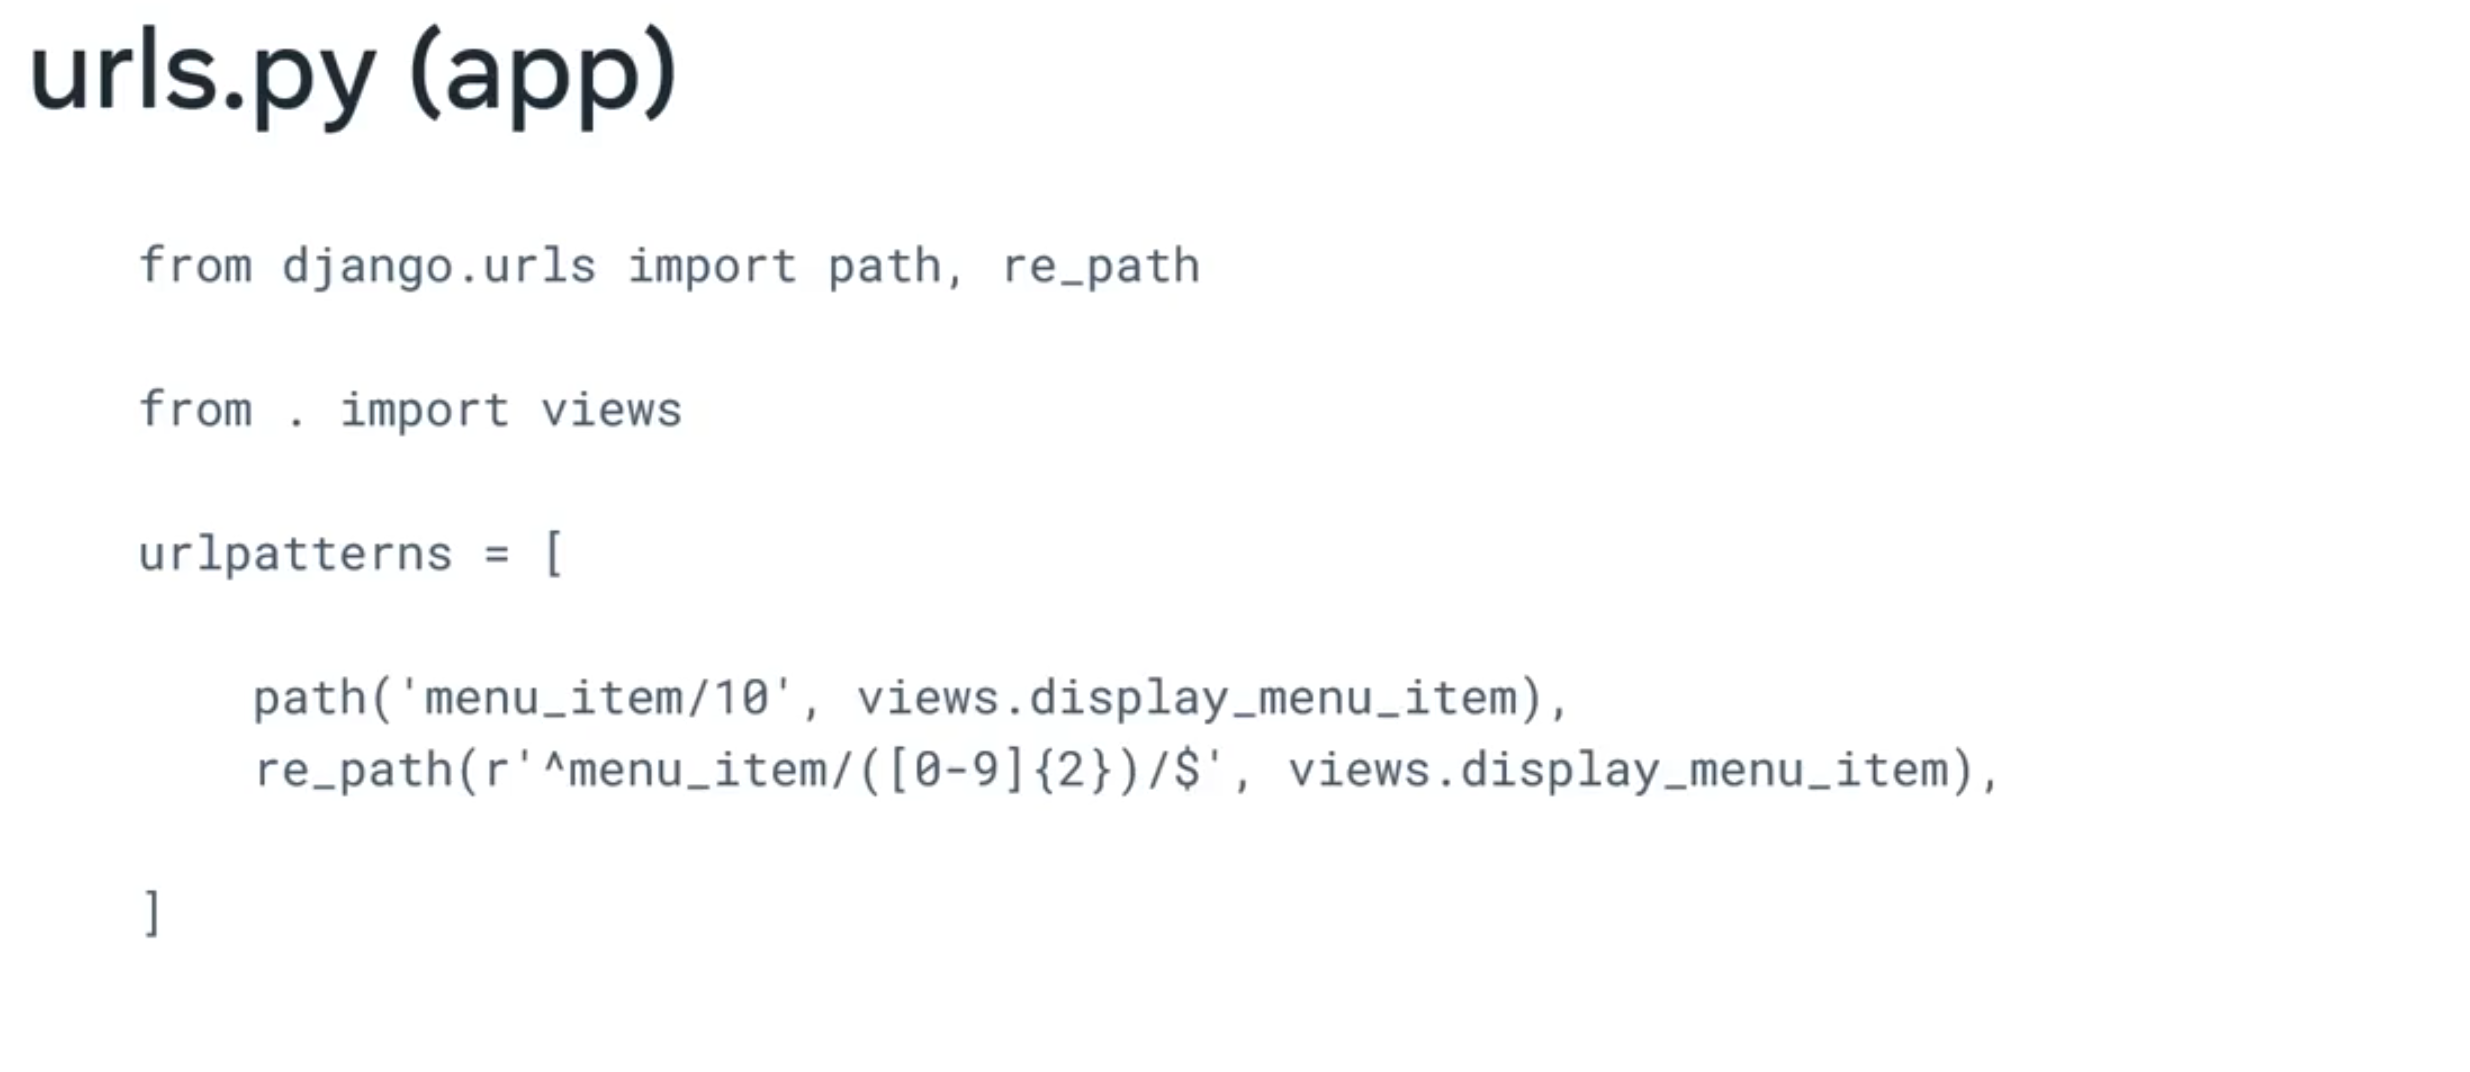 urls.py (app)
from django.urls import path, re_path
from . import views
urlpatterns = [
path('menu_item/10', views.display_menu_item),
re_path(r'^menu_item/([0-9]{2})/$', views.display_menu_item),
]